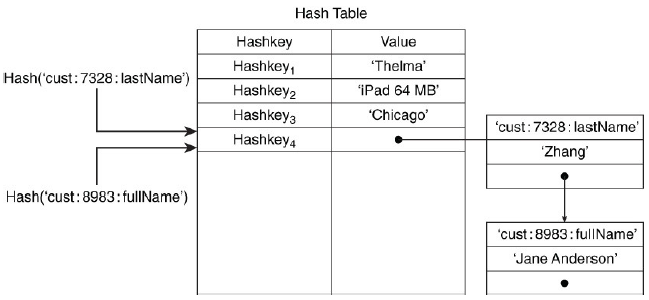 Hash Table
Hashkey Value
Hash('cust:7328:lastName')
Hashkey1 'Thelma'
Hashkey2 'iPad 64 MB'
Hashkey3 'Chicago'
Hashkey4
'cust:7328:lastName'
'Zhang'
Hash('cust:8983:fullName')
'cust:8983:fullName'
'Jane Anderson'